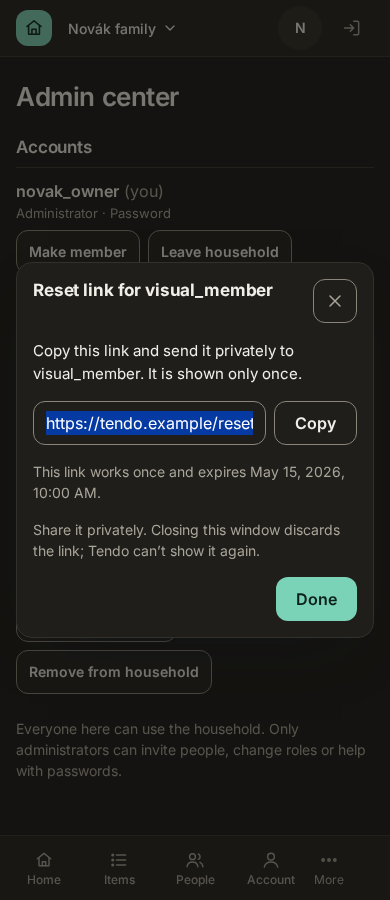 Novák family
N
Admin center
Accounts
novak_owner (you)
Administrator · Password
Make member
Leave household
Reset link for visual_member
Copy this link and send it privately to
visual_member. It is shown only once.
https://tendo.example/reset
Copy
This link works once and expires May 15, 2026,
10:00 AM.
Share it privately. Closing this window discards
the link; Tendo can’t show it again.
Done
Remove from household
Everyone here can use the household. Only
administrators can invite people, change roles or help
with passwords.
Home
Items
People
Account
More